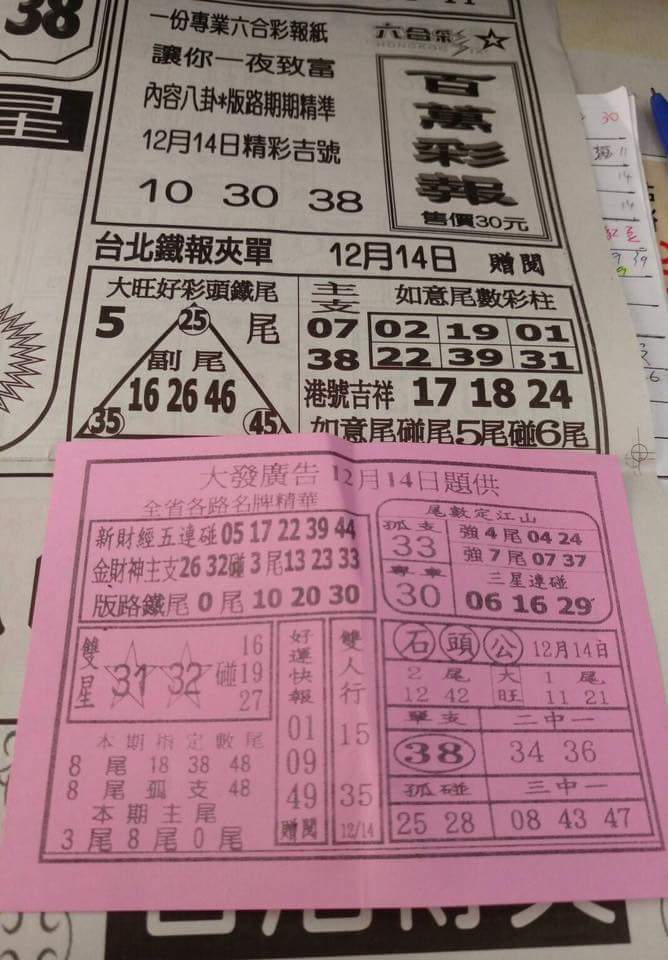 38
星
一份專業六合彩報紙
讓你一夜致富
內容八卦*版路期期精準
12月14日精彩吉號
10 30 38
六合彩
百萬彩報
售價30元
台北鐵報夾單 12月14日 贈閱
大旺好彩頭鐵尾
5 25 尾
副尾
16 26 46
35 45
主支
07
38
如意尾數彩柱
02 19 01
22 39 31
港號吉祥 17 18 24
如意尾碰尾5尾碰6尾
大發廣告 12月14日題供
全省各路名牌精華
新財經五連碰 05 17 22 39 44
金財神主支 26 32碰 3尾 13 23 33
版路鐵尾 0尾 10 20 30
尾數定江山
孤支
33
專車
30
強4尾 04 24
強7尾 07 37
三星連碰
06 16 29
雙星 31 32 碰
16
19
27
本期指定數尾
8尾 18 38 48
8尾 孤支 48
本期主尾
3尾 8尾 0尾
好運快報
01
09
49
贈閱
雙人行
15
35
12/14
石頭公 12月14日
2尾
12 42
大旺
1尾
11 21
單支
38
二中一
34 36
孤碰
25 28
三中一
08 43 47
30
11
14
14